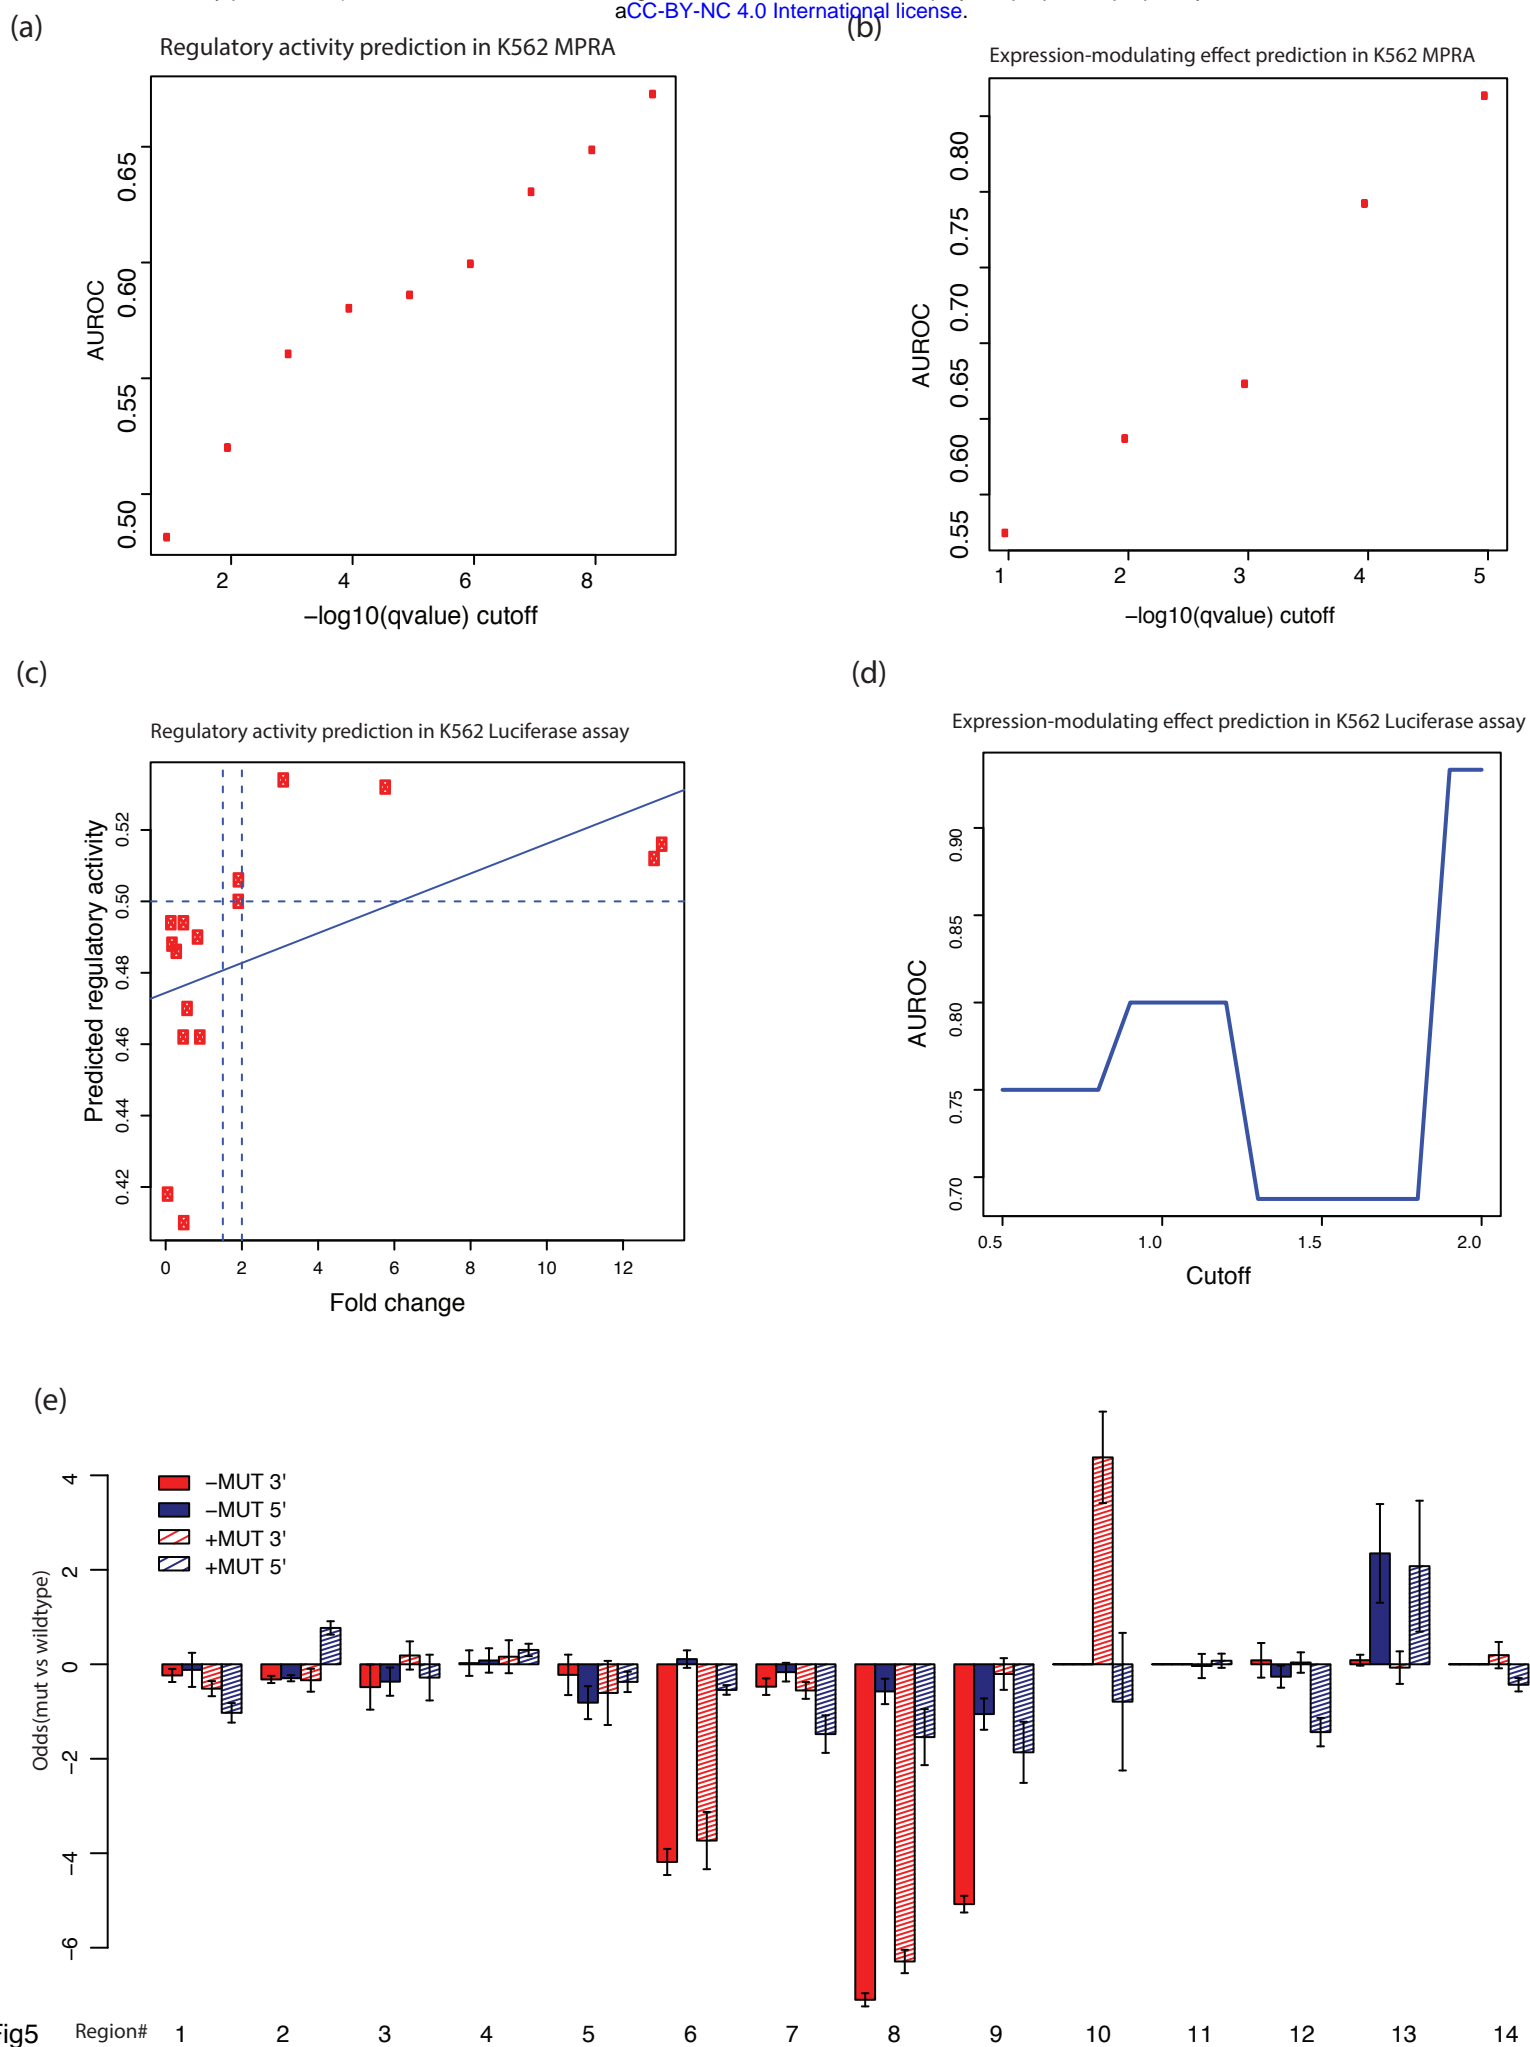 aCC-BY-NC 4.0 International license.
(a)
Regulatory activity prediction in K562 MPRA
AUROC
0.50 0.55 0.60 0.65
2 4 6 8
−log10(qvalue) cutoff
(b)
Expression-modulating effect prediction in K562 MPRA
AUROC
0.55 0.60 0.65 0.70 0.75 0.80
1 2 3 4 5
−log10(qvalue) cutoff
(c)
Regulatory activity prediction in K562 Luciferase assay
Predicted regulatory activity
0.42 0.44 0.46 0.48 0.50 0.52
0 2 4 6 8 10 12
Fold change
(d)
Expression-modulating effect prediction in K562 Luciferase assay
AUROC
0.70 0.75 0.80 0.85 0.90
0.5 1.0 1.5 2.0
Cutoff
(e)
Odds(mut vs wildtype)
−6 −4 −2 0 2 4
−MUT 3'
−MUT 5'
+MUT 3'
+MUT 5'
Fig5 Region# 1 2 3 4 5 6 7 8 9 10 11 12 13 14